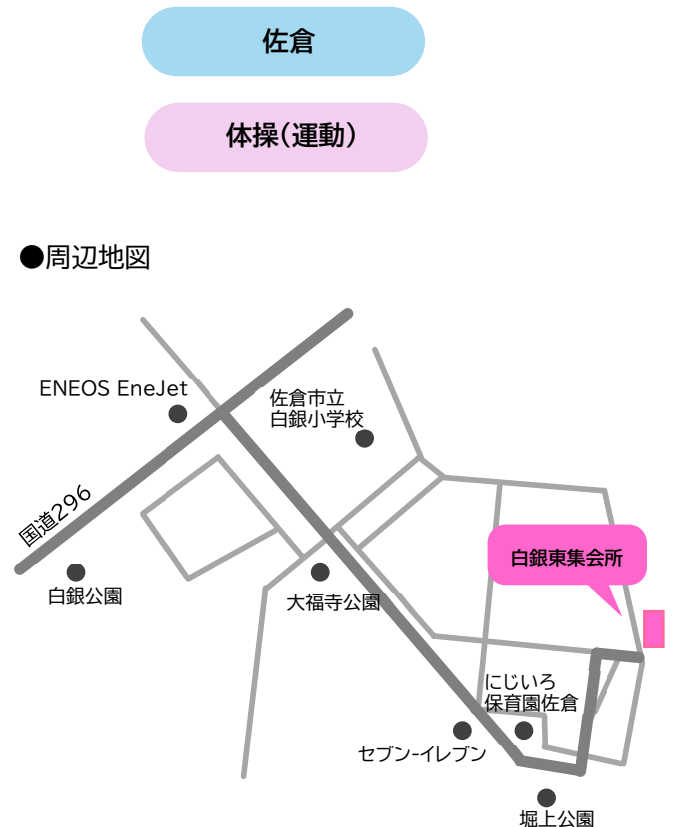 佐倉
体操（運動）
●周辺地図
ENEOS EneJet
佐倉市立
白銀小学校
国道296
白銀東集会所
白銀公園
大福寺公園
にじいろ
保育園佐倉
セブン-イレブン
堀上公園